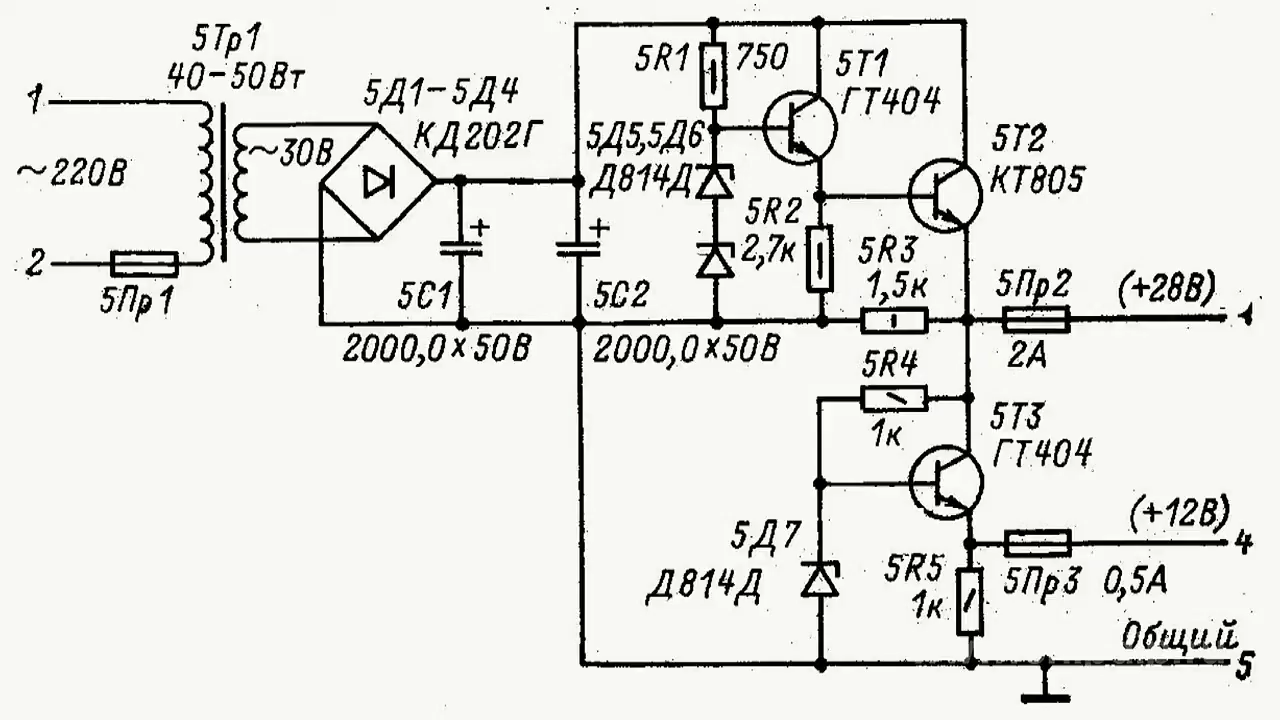 5Тр1
40-50Вт
1
~220В
2
5Пр1
~30В
5Д1-5Д4
КД202Г
5С1
2000,0×50В
5С2
2000,0×50В
5R1
750
5Д5,5Д6
Д814Д
5Т1
ГТ404
5R2
2,7к
5Т2
КТ805
5R3
1,5к
5Пр2
2А
(+28В)
1
5R4
1к
5Т3
ГТ404
5Д7
Д814Д
5R5
1к
5Пр3
0,5А
(+12В)
4
Общий
5